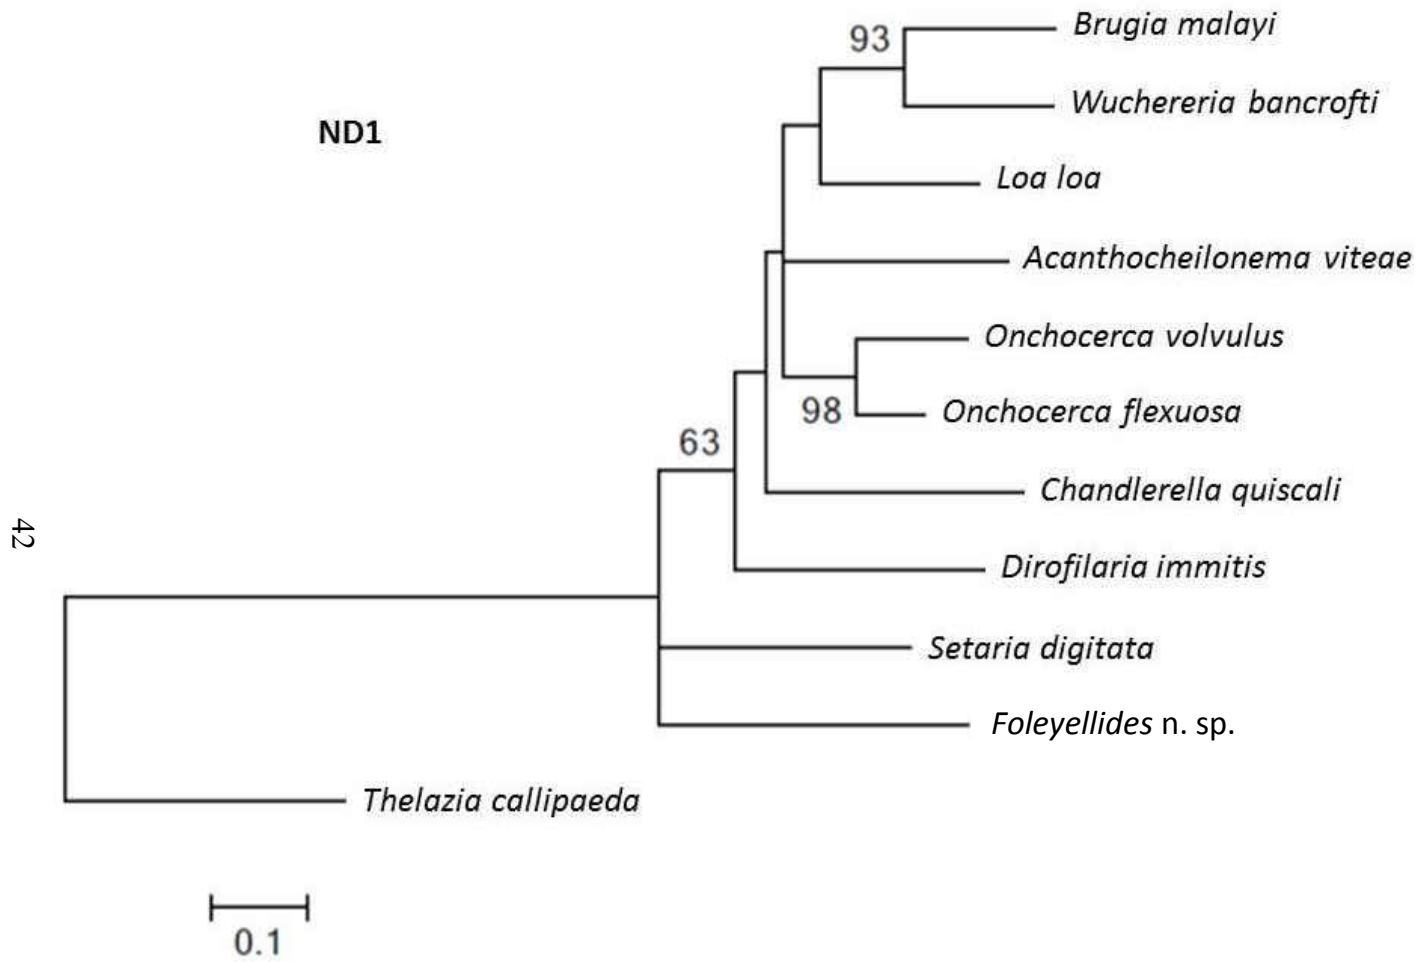 Brugia malayi
93
Wuchereria bancrofti
ND1
Loa loa
Acanthocheilonema viteae
Onchocerca volvulus
98
Onchocerca flexuosa
63
Chandlerella quiscali
42
Dirofilaria immitis
Setaria digitata
Foleyellides n. sp.
Thelazia callipaeda
0.1